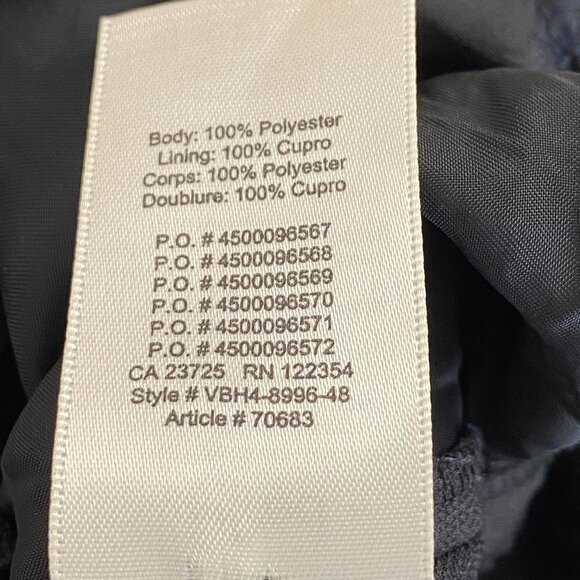 Body: 100% Polyester
Lining: 100% Cupro
Corps: 100% Polyester
Doublure: 100% Cupro
P.O. # 4500096567
P.O. # 4500096568
P.O. # 4500096569
P.O. # 4500096570
P.O. # 4500096571
P.O. # 4500096572
CA 23725 RN 122354
Style # VBH4-8996-48
Article # 70683